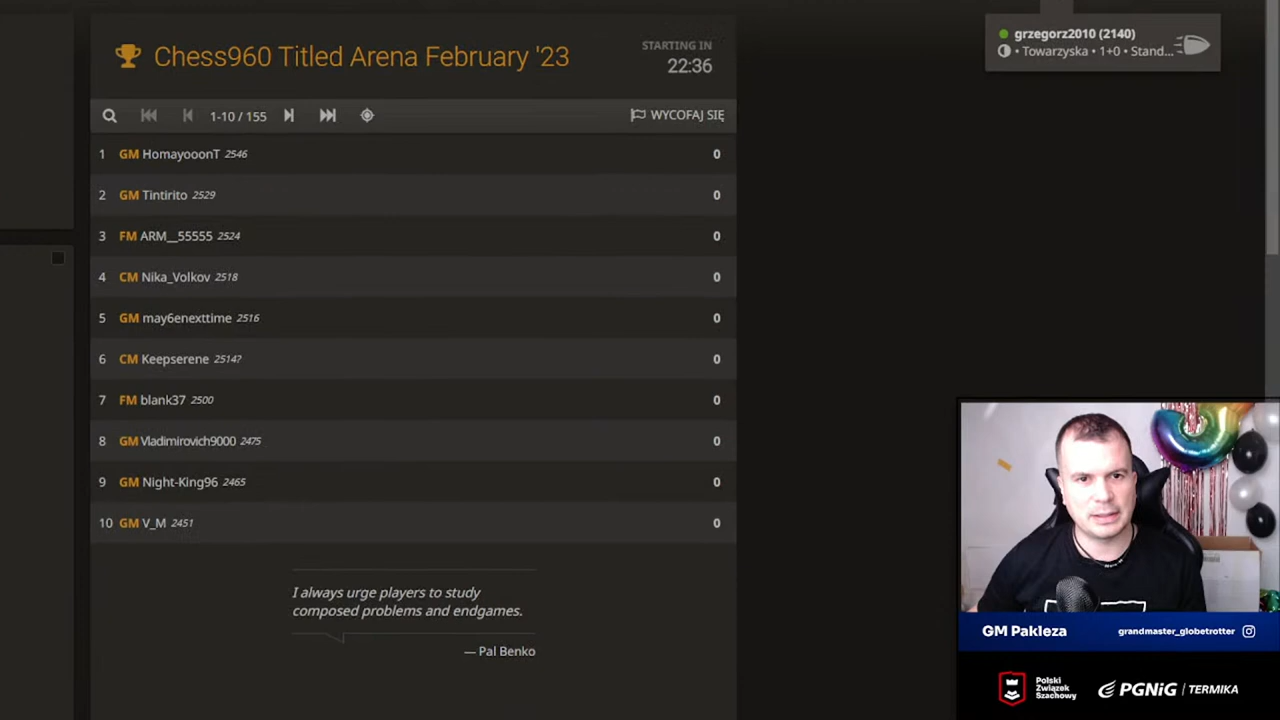 Chess960 Titled Arena February '23
STARTING IN
22:36
1-10 / 155
WYCOFAJ SIĘ
1 GM HomayooonT 2546 0
2 GM Tintirito 2529 0
3 FM ARM__55555 2524 0
4 CM Nika_Volkov 2518 0
5 GM may6enexttime 2516 0
6 CM Keepserene 2514? 0
7 FM blank37 2500 0
8 GM Vladimirovich9000 2475 0
9 GM Night-King96 2465 0
10 GM V_M 2451 0
I always urge players to study
composed problems and endgames.
— Pal Benko
grzegorz2010 (2140)
• Towarzyska • 1+0 • Stand...
GM Pakleza
grandmaster_globetrotter
Polski
Związek
Szachowy
PGNiG | TERMIKA